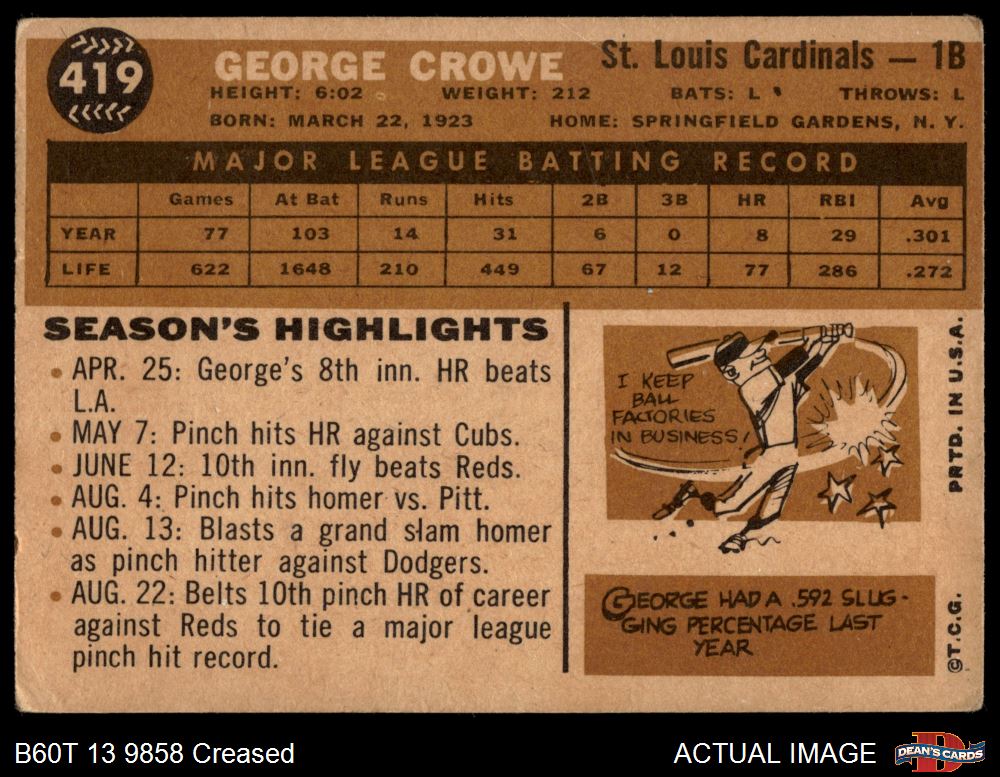 419
GEORGE CROWE St. Louis Cardinals — 1B
HEIGHT: 6:02 WEIGHT: 212 BATS: L THROWS: L
BORN: MARCH 22, 1923 HOME: SPRINGFIELD GARDENS, N. Y.
MAJOR LEAGUE BATTING RECORD
Games At Bat Runs Hits 2B 3B HR RBI Avg
YEAR 77 103 14 31 6 0 8 29 .301
LIFE 622 1648 210 449 67 12 77 286 .272
SEASON'S HIGHLIGHTS
• APR. 25: George's 8th inn. HR beats
L.A.
• MAY 7: Pinch hits HR against Cubs.
• JUNE 12: 10th inn. fly beats Reds.
• AUG. 4: Pinch hits homer vs. Pitt.
• AUG. 13: Blasts a grand slam homer
as pinch hitter against Dodgers.
• AUG. 22: Belts 10th pinch HR of career
against Reds to tie a major league
pinch hit record.
I KEEP
BALL
FACTORIES
IN BUSINESS!
GEORGE HAD A .592 SLUG-
GING PERCENTAGE LAST
YEAR
©T.C.G. PRTD. IN U.S.A.
B60T 13 9858 Creased ACTUAL IMAGE
DEAN'S CARDS